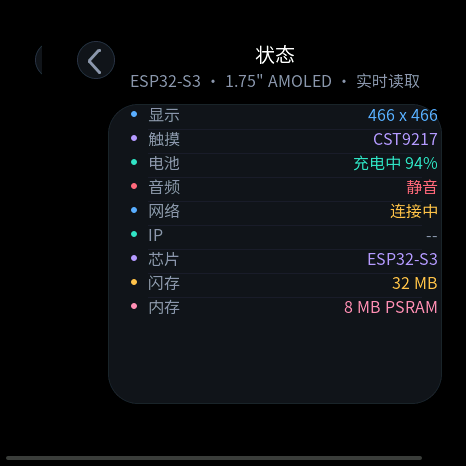 状态
ESP32-S3 • 1.75" AMOLED • 实时读取
显示 466 x 466
触摸 CST9217
电池 充电中 94%
音频 静音
网络 连接中
IP --
芯片 ESP32-S3
闪存 32 MB
内存 8 MB PSRAM